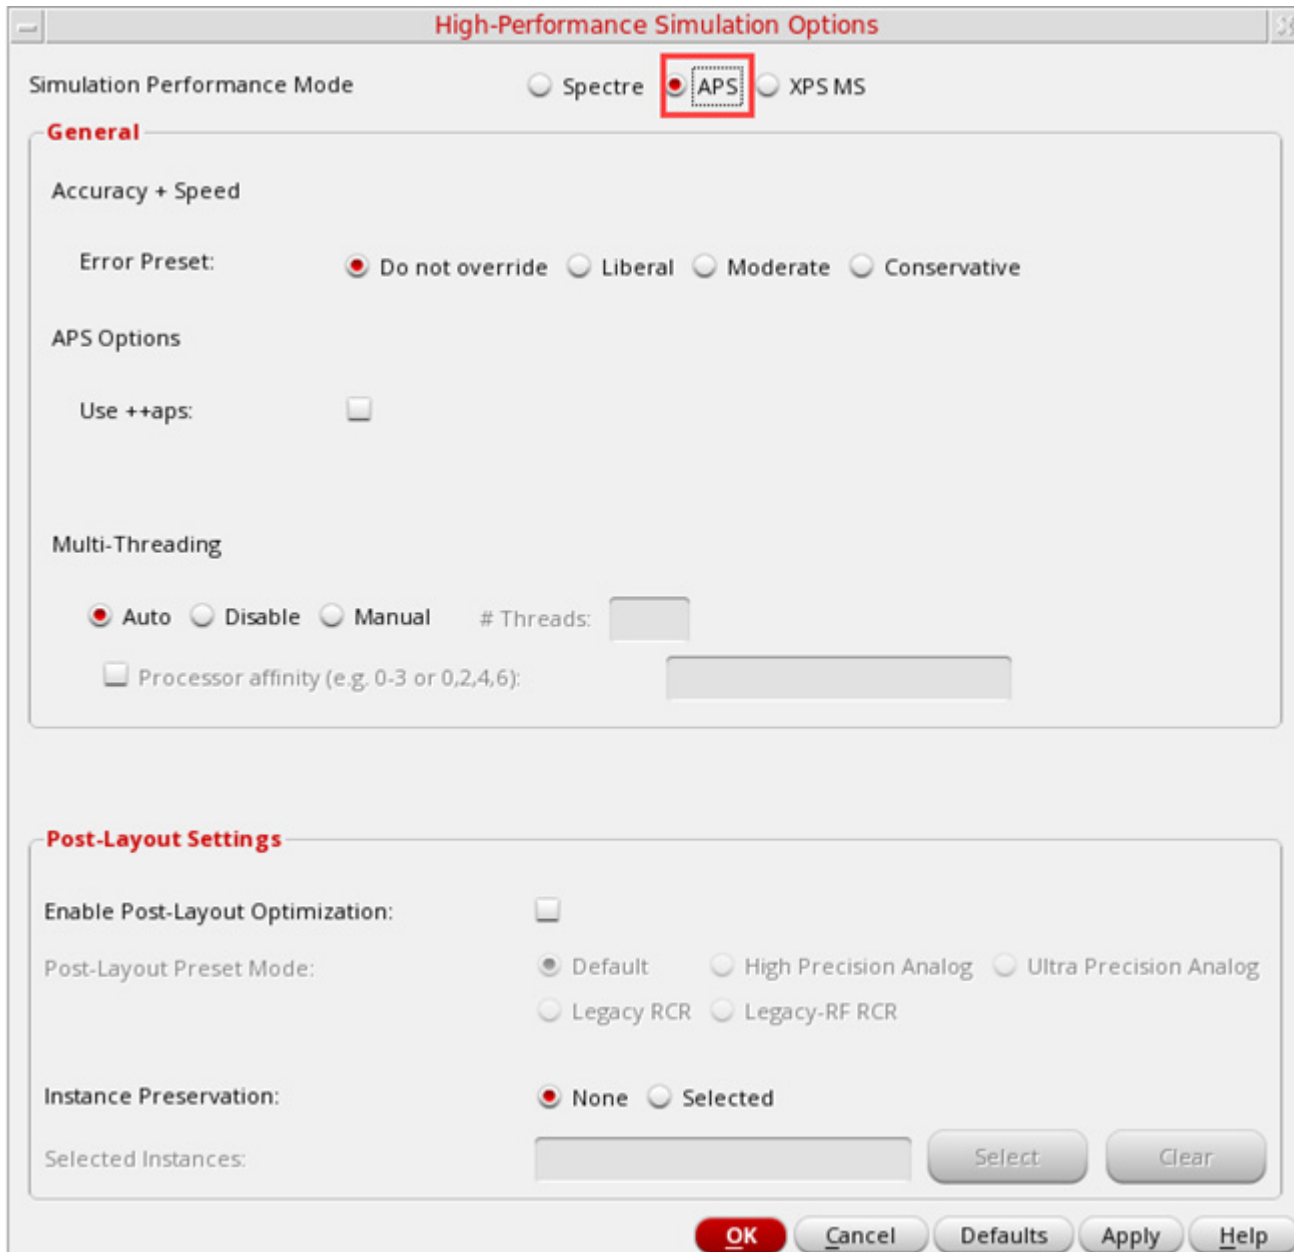 High-Performance Simulation Options
Simulation Performance Mode Spectre APS XPS MS
General
Accuracy + Speed
Error Preset: Do not override Liberal Moderate Conservative
APS Options
Use ++aps:
Multi-Threading
Auto Disable Manual # Threads:
Processor affinity (e.g. 0-3 or 0,2,4,6):
Post-Layout Settings
Enable Post-Layout Optimization:
Post-Layout Preset Mode: Default High Precision Analog Ultra Precision Analog
Legacy RCR Legacy-RF RCR
Instance Preservation: None Selected
Selected Instances: Select Clear
OK Cancel Defaults Apply Help